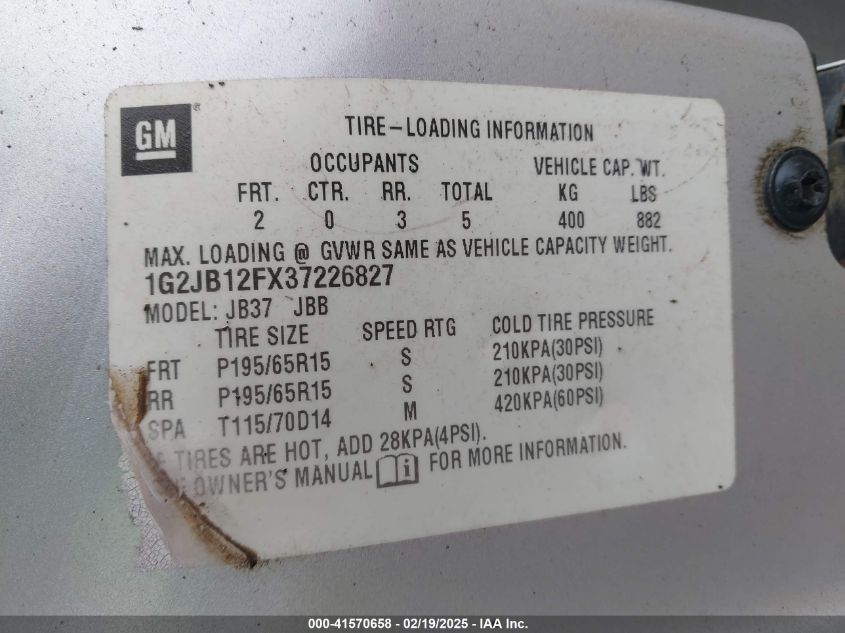 GM®
TIRE-LOADING INFORMATION
OCCUPANTS VEHICLE CAP. WT.
FRT. CTR. RR. TOTAL KG LBS
2 0 3 5 400 882
MAX. LOADING @ GVWR SAME AS VEHICLE CAPACITY WEIGHT.
1G2JB12FX37226827
MODEL: JB37 JBB
TIRE SIZE SPEED RTG COLD TIRE PRESSURE
FRT P195/65R15 S 210KPA(30PSI)
RR P195/65R15 S 210KPA(30PSI)
SPA T115/70D14 M 420KPA(60PSI)
TIRES ARE HOT, ADD 28KPA(4PSI).
OWNER'S MANUAL i FOR MORE INFORMATION.
000-41570658 - 02/19/2025 - IAA Inc.